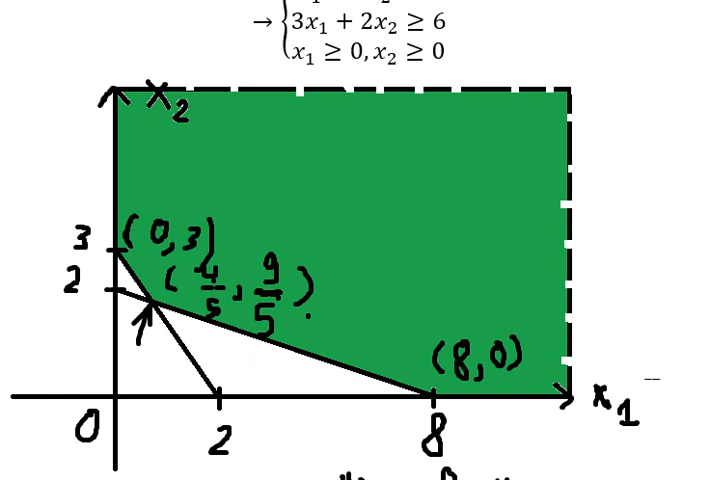 → 3x₁ + 2x₂ ≥ 6
x₁ ≥ 0, x₂ ≥ 0
x₂
3 (0,3)
2 (4/5, 9/5)
(8,0)
x₁
0 2 8